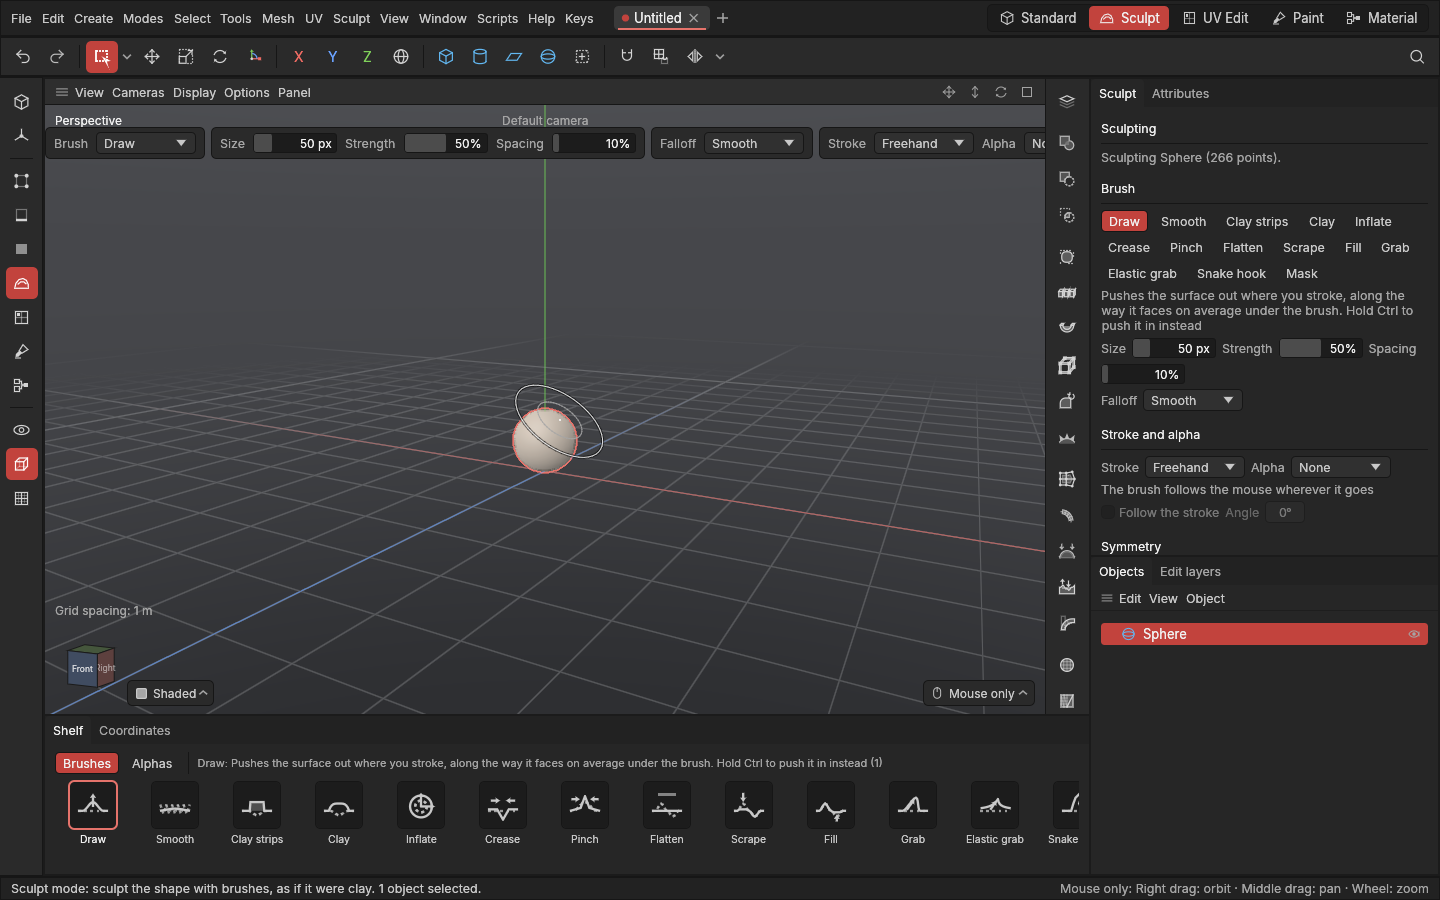 File Edit Create Modes Select Tools Mesh UV Sculpt View Window Scripts Help Keys
Untitled
Standard Sculpt UV Edit Paint Material
X Y Z
View Cameras Display Options Panel
Perspective
Default camera
Brush Draw Size 50 px Strength 50% Spacing 10% Falloff Smooth Stroke Freehand Alpha No
Grid spacing: 1 m
Front Right
Shaded
Mouse only
Sculpt Attributes
Sculpting
Sculpting Sphere (266 points).
Brush
Draw Smooth Clay strips Clay Inflate
Crease Pinch Flatten Scrape Fill Grab
Elastic grab Snake hook Mask
Pushes the surface out where you stroke, along the
way it faces on average under the brush. Hold Ctrl to
push it in instead
Size 50 px Strength 50% Spacing
10%
Falloff Smooth
Stroke and alpha
Stroke Freehand Alpha None
The brush follows the mouse wherever it goes
Follow the stroke Angle 0°
Symmetry
Objects Edit layers
Edit View Object
Sphere
Shelf Coordinates
Brushes Alphas Draw: Pushes the surface out where you stroke, along the way it faces on average under the brush. Hold Ctrl to push it in instead (1)
Draw Smooth Clay strips Clay Inflate Crease Pinch Flatten Scrape Fill Grab Elastic grab Snake
Sculpt mode: sculpt the shape with brushes, as if it were clay. 1 object selected.
Mouse only: Right drag: orbit · Middle drag: pan · Wheel: zoom